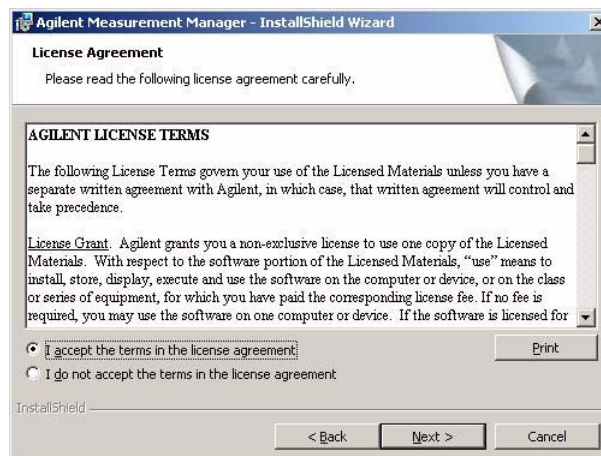 Agilent Measurement Manager - InstallShield Wizard
License Agreement
Please read the following license agreement carefully.
AGILENT LICENSE TERMS
The following License Terms govern your use of the Licensed Materials unless you have a
separate written agreement with Agilent, in which case, that written agreement will control and
take precedence.
License Grant.  Agilent grants you a non-exclusive license to use one copy of the Licensed
Materials.  With respect to the software portion of the Licensed Materials, “use” means to
install, store, display, execute and use the software on the computer or device, or on the class
or series of equipment, for which you have paid the corresponding license fee. If no fee is
required, you may use the software on one computer or device.  If the software is licensed for
I accept the terms in the license agreement
Print
I do not accept the terms in the license agreement
InstallShield
< Back
Next >
Cancel